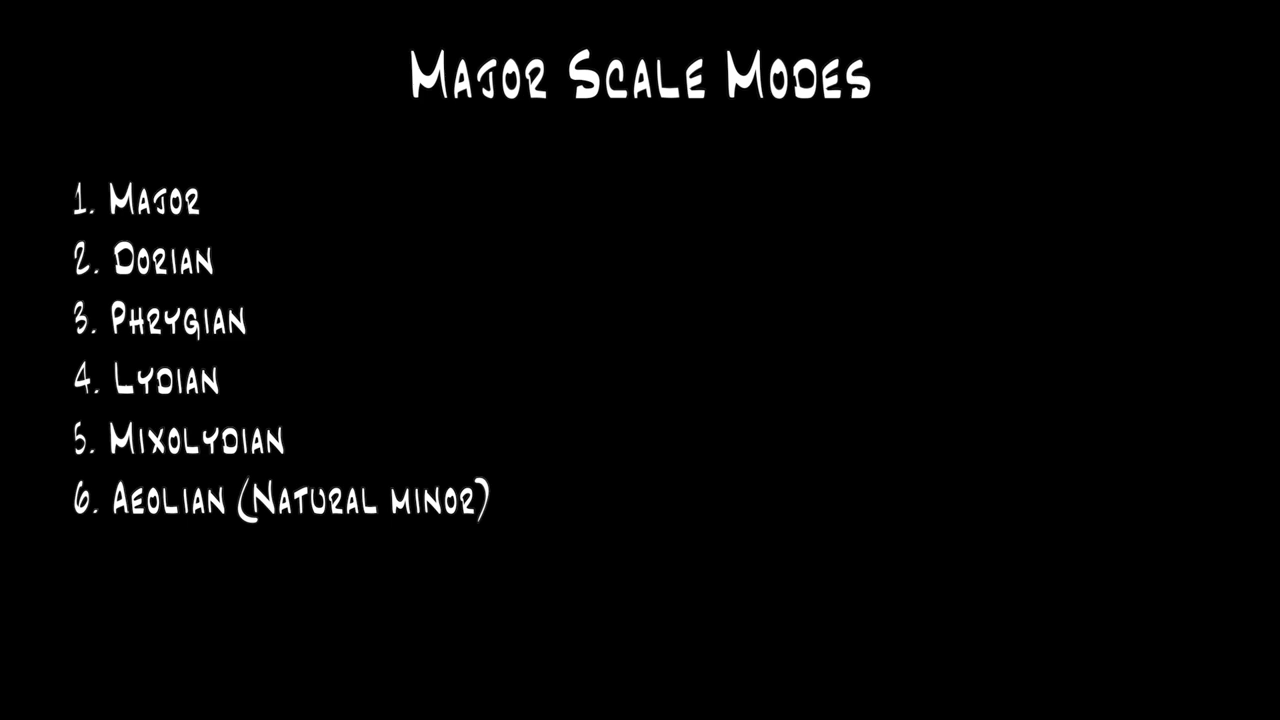 Major Scale Modes
1. Major
2. Dorian
3. Phrygian
4. Lydian
5. Mixolydian
6. Aeolian (Natural minor)